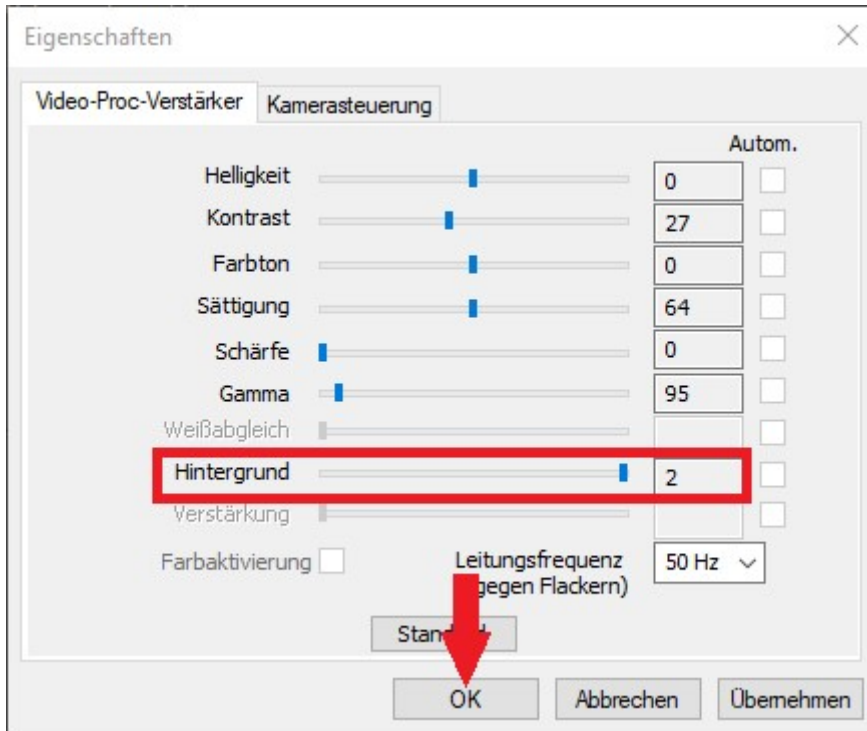 Eigenschaften
Video-Proc-Verstärker Kamerasteuerung
Autom.
Helligkeit 0
Kontrast 27
Farbton 0
Sättigung 64
Schärfe 0
Gamma 95
Weißabgleich
Hintergrund 2
Verstärkung
Farbaktivierung Leitungsfrequenz 50 Hz
gegen Flackern)
OK Abbrechen Übernehmen